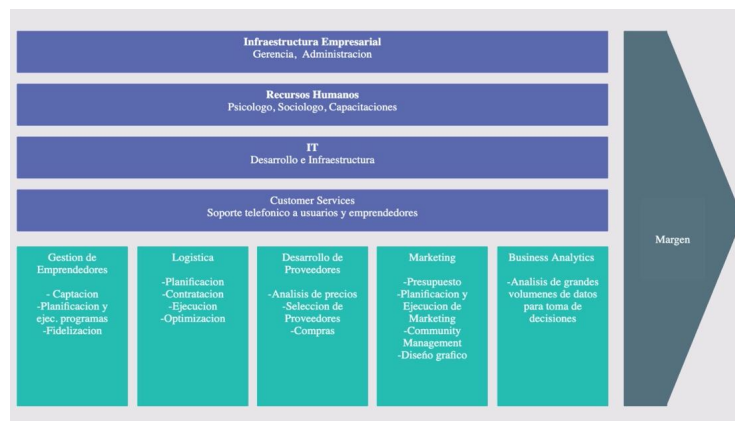 Infraestructura Empresarial
Gerencia, Administracion
Recursos Humanos
Psicologo, Sociologo, Capacitaciones
IT
Desarrollo e Infraestructura
Customer Services
Soporte telefonico a usuarios y emprendedores
Gestion de
Emprendedores
- Captacion
-Planificacion y
ejec. programas
-Fidelizacion
Logistica
-Planificacion
-Contratacion
-Ejecucion
-Optimizacion
Desarrollo de
Proveedores
-Analisis de precios
-Seleccion de
Proveedores
-Compras
Marketing
-Presupuesto
-Planificacion y
Ejecucion de
Marketing
-Community
Management
-Diseño grafico
Business Analytics
-Analisis de grandes
volumenes de datos
para toma de
decisiones
Margen